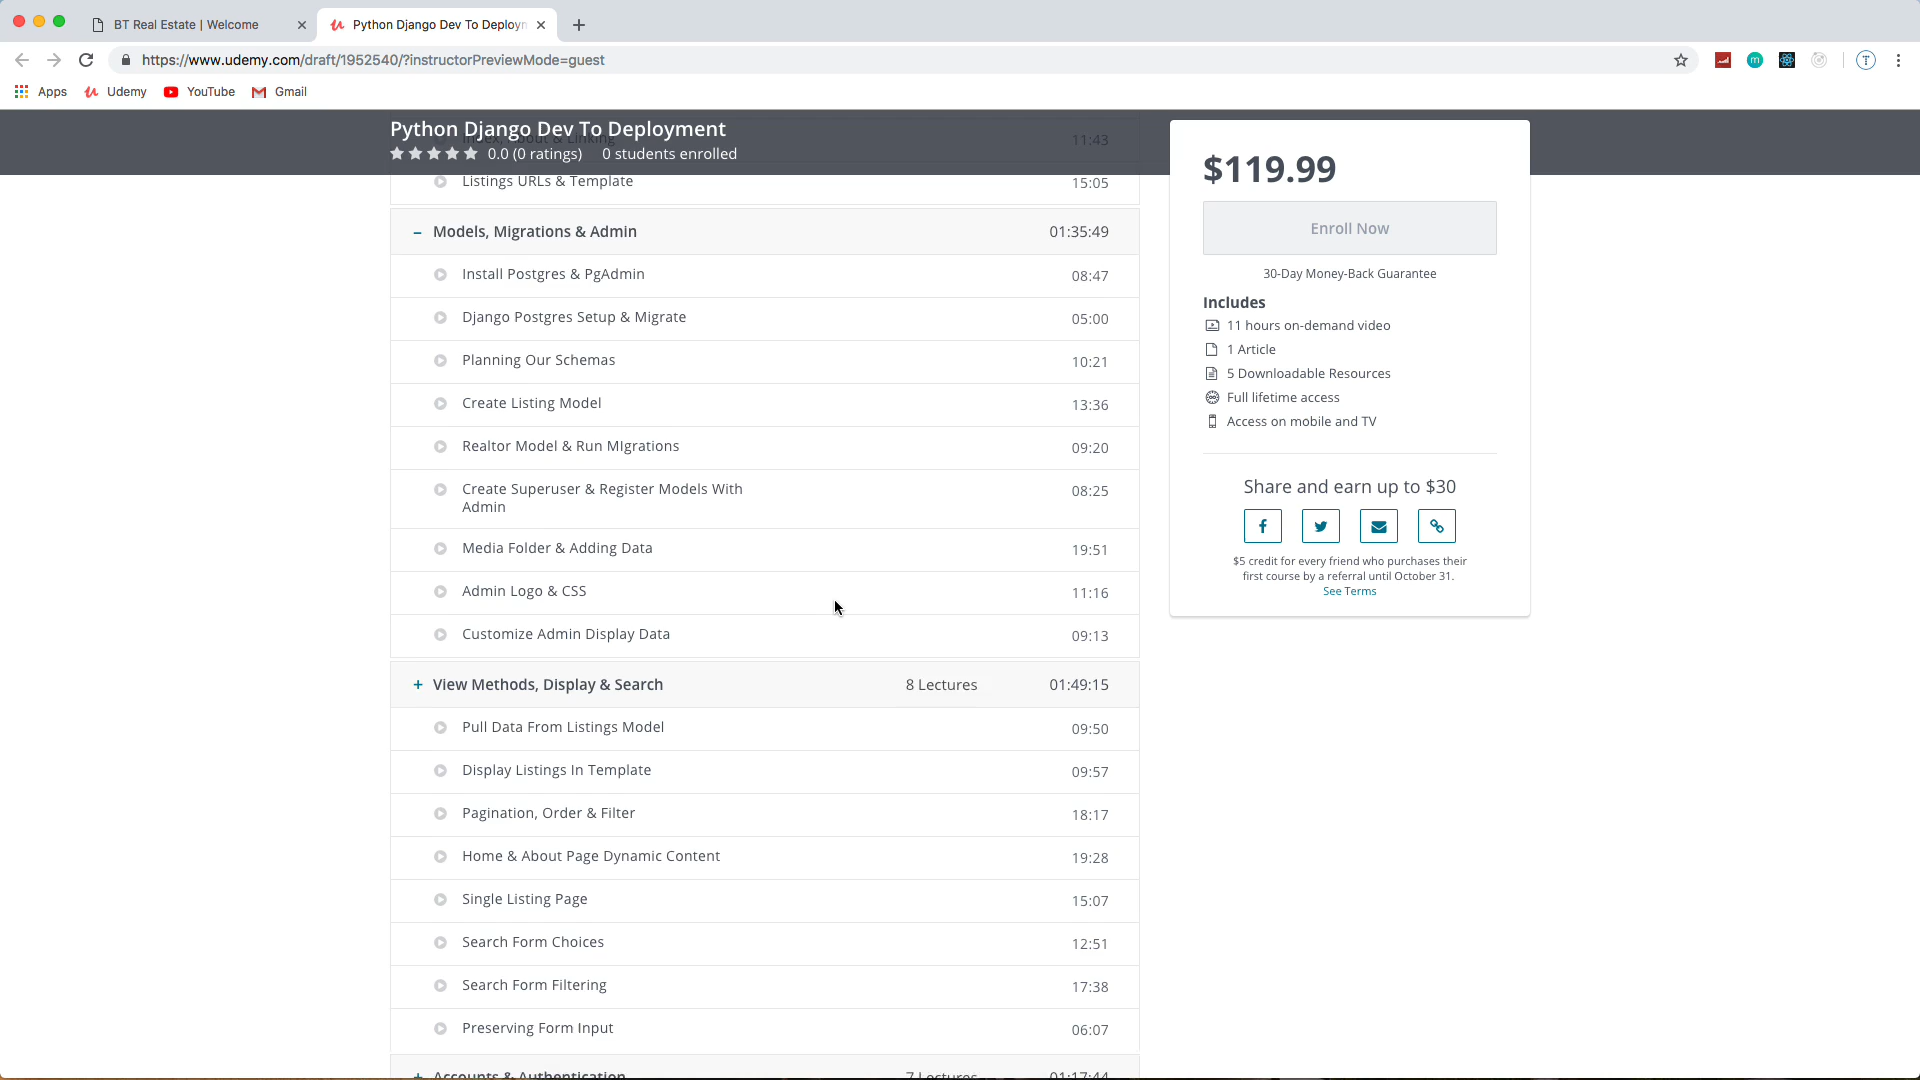 BT Real Estate | Welcome
Python Django Dev To Deploym
https://www.udemy.com/draft/1952540/?instructorPreviewMode=guest
Apps
Udemy
YouTube
Gmail
Python Django Dev To Deployment
0.0 (0 ratings) 0 students enrolled
11:43
Listings URLs & Template 15:05
Models, Migrations & Admin 01:35:49
Install Postgres & PgAdmin 08:47
Django Postgres Setup & Migrate 05:00
Planning Our Schemas 10:21
Create Listing Model 13:36
Realtor Model & Run MIgrations 09:20
Create Superuser & Register Models With 08:25
Admin
Media Folder & Adding Data 19:51
Admin Logo & CSS 11:16
Customize Admin Display Data 09:13
View Methods, Display & Search 8 Lectures 01:49:15
Pull Data From Listings Model 09:50
Display Listings In Template 09:57
Pagination, Order & Filter 18:17
Home & About Page Dynamic Content 19:28
Single Listing Page 15:07
Search Form Choices 12:51
Search Form Filtering 17:38
Preserving Form Input 06:07
Accounts & Authentication 7 Lectures 01:17:44
$119.99
Enroll Now
30-Day Money-Back Guarantee
Includes
11 hours on-demand video
1 Article
5 Downloadable Resources
Full lifetime access
Access on mobile and TV
Share and earn up to $30
$5 credit for every friend who purchases their
first course by a referral until October 31.
See Terms